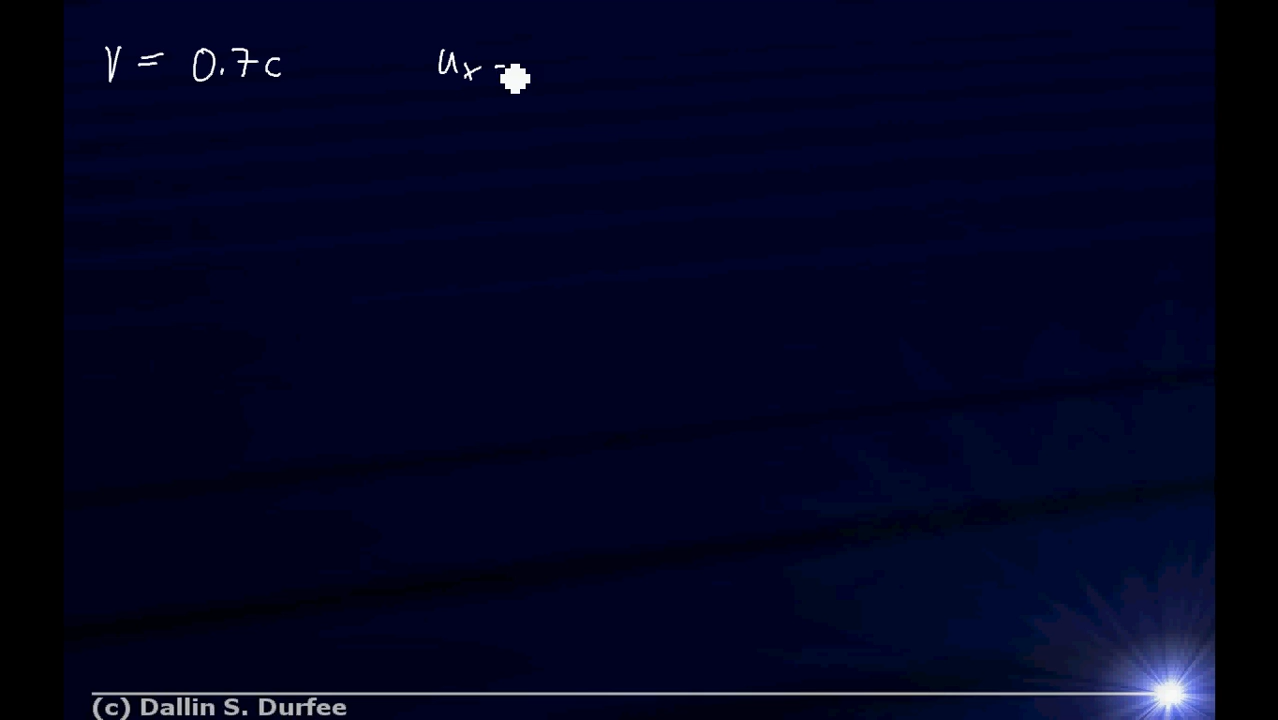 V = 0.7c u_x -
(c) Dallin S. Durfee